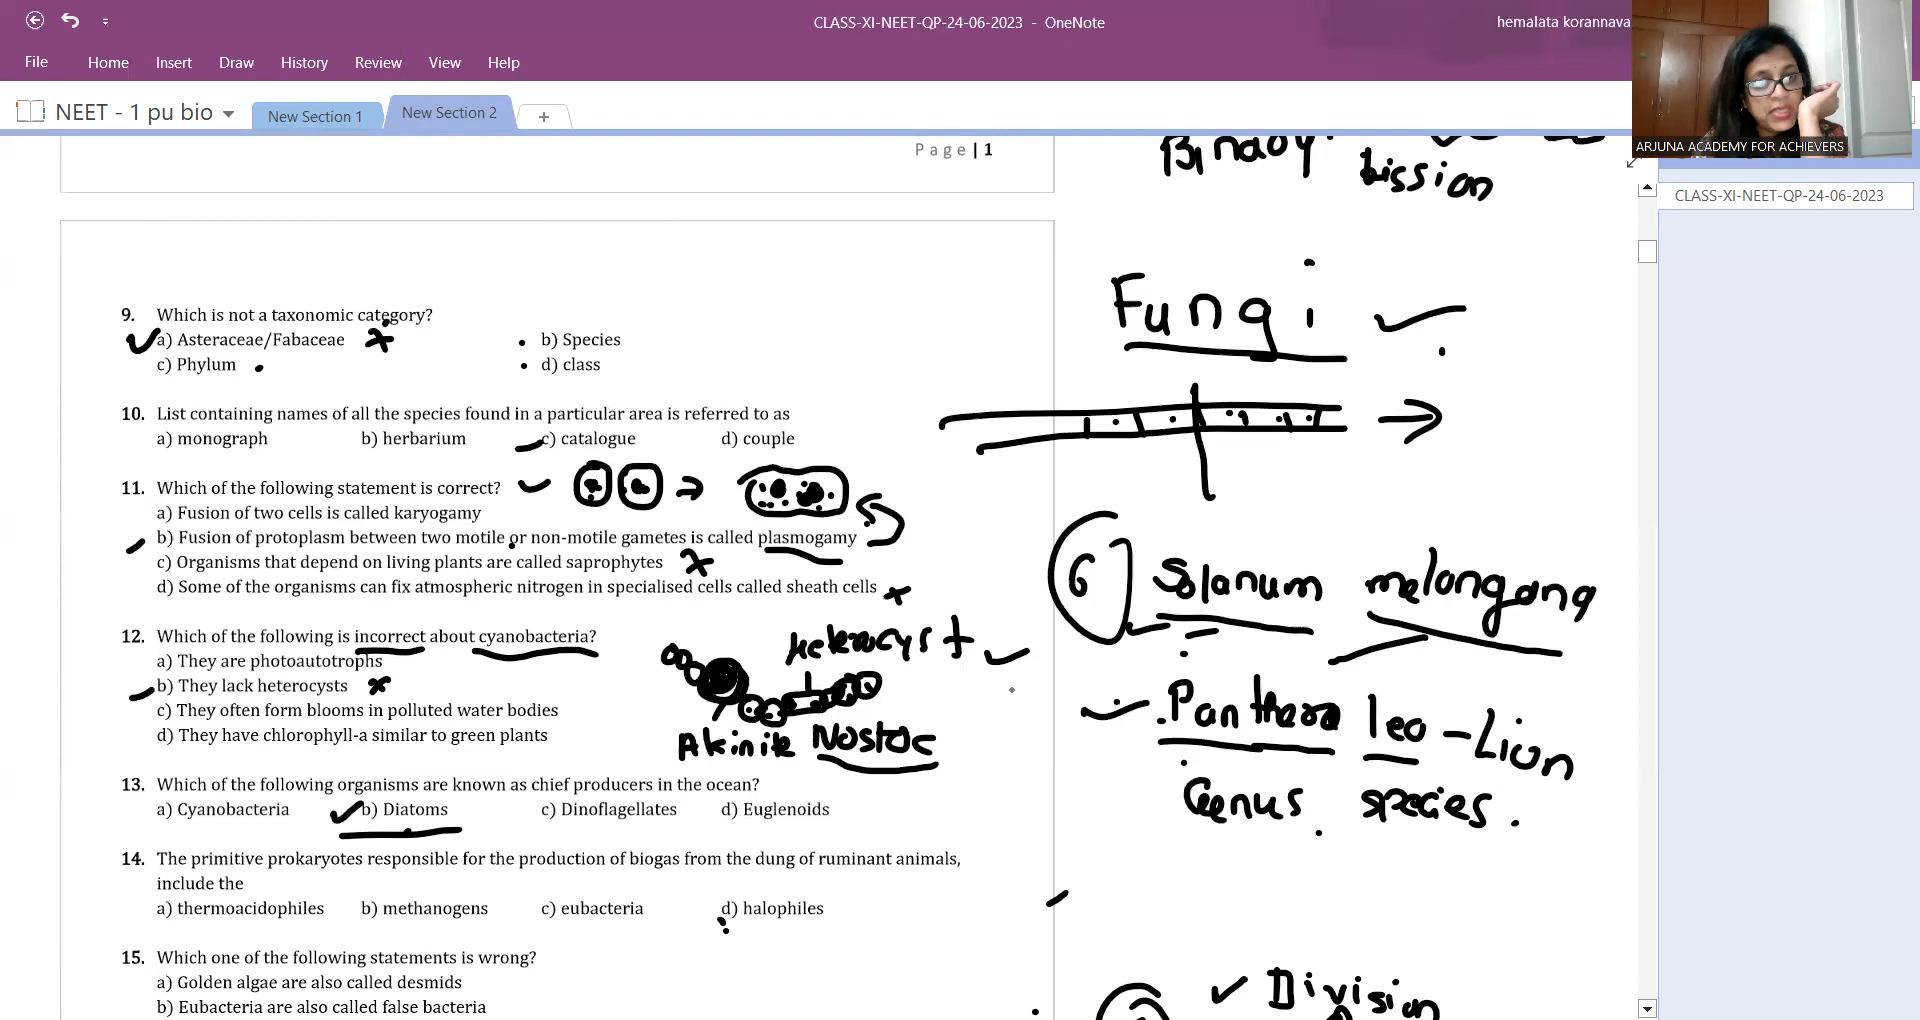 CLASS-XI-NEET-QP-24-06-2023 - OneNote
hemalata korannava
File Home Insert Draw History Review View Help
NEET - 1 pu bio New Section 1 New Section 2 +
ARJUNA ACADEMY FOR ACHIEVERS
CLASS-XI-NEET-QP-24-06-2023
Page | 1
Binary fission
9. Which is not a taxonomic category?
a) Asteraceae/Fabaceae b) Species
c) Phylum d) class
10. List containing names of all the species found in a particular area is referred to as
a) monograph b) herbarium c) catalogue d) couple
11. Which of the following statement is correct?
a) Fusion of two cells is called karyogamy
b) Fusion of protoplasm between two motile or non-motile gametes is called plasmogamy
c) Organisms that depend on living plants are called saprophytes
d) Some of the organisms can fix atmospheric nitrogen in specialised cells called sheath cells
12. Which of the following is incorrect about cyanobacteria?
a) They are photoautotrophs
b) They lack heterocysts
c) They often form blooms in polluted water bodies
d) They have chlorophyll-a similar to green plants
Heterocyst
Akinite Nostoc
13. Which of the following organisms are known as chief producers in the ocean?
a) Cyanobacteria b) Diatoms c) Dinoflagellates d) Euglenoids
14. The primitive prokaryotes responsible for the production of biogas from the dung of ruminant animals,
include the
a) thermoacidophiles b) methanogens c) eubacteria d) halophiles
15. Which one of the following statements is wrong?
a) Golden algae are also called desmids
b) Eubacteria are also called false bacteria
Fungi
6] Solanum melongana
Panthera leo - Lion
Genus species
Division